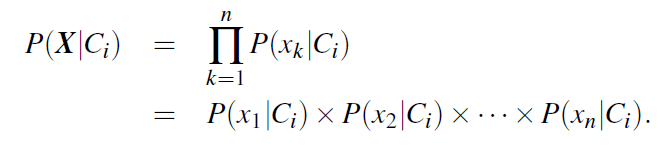 P(X|C_i) = ∏_{k=1}^{n} P(x_k|C_i)
= P(x_1|C_i) × P(x_2|C_i) × ⋯ × P(x_n|C_i).